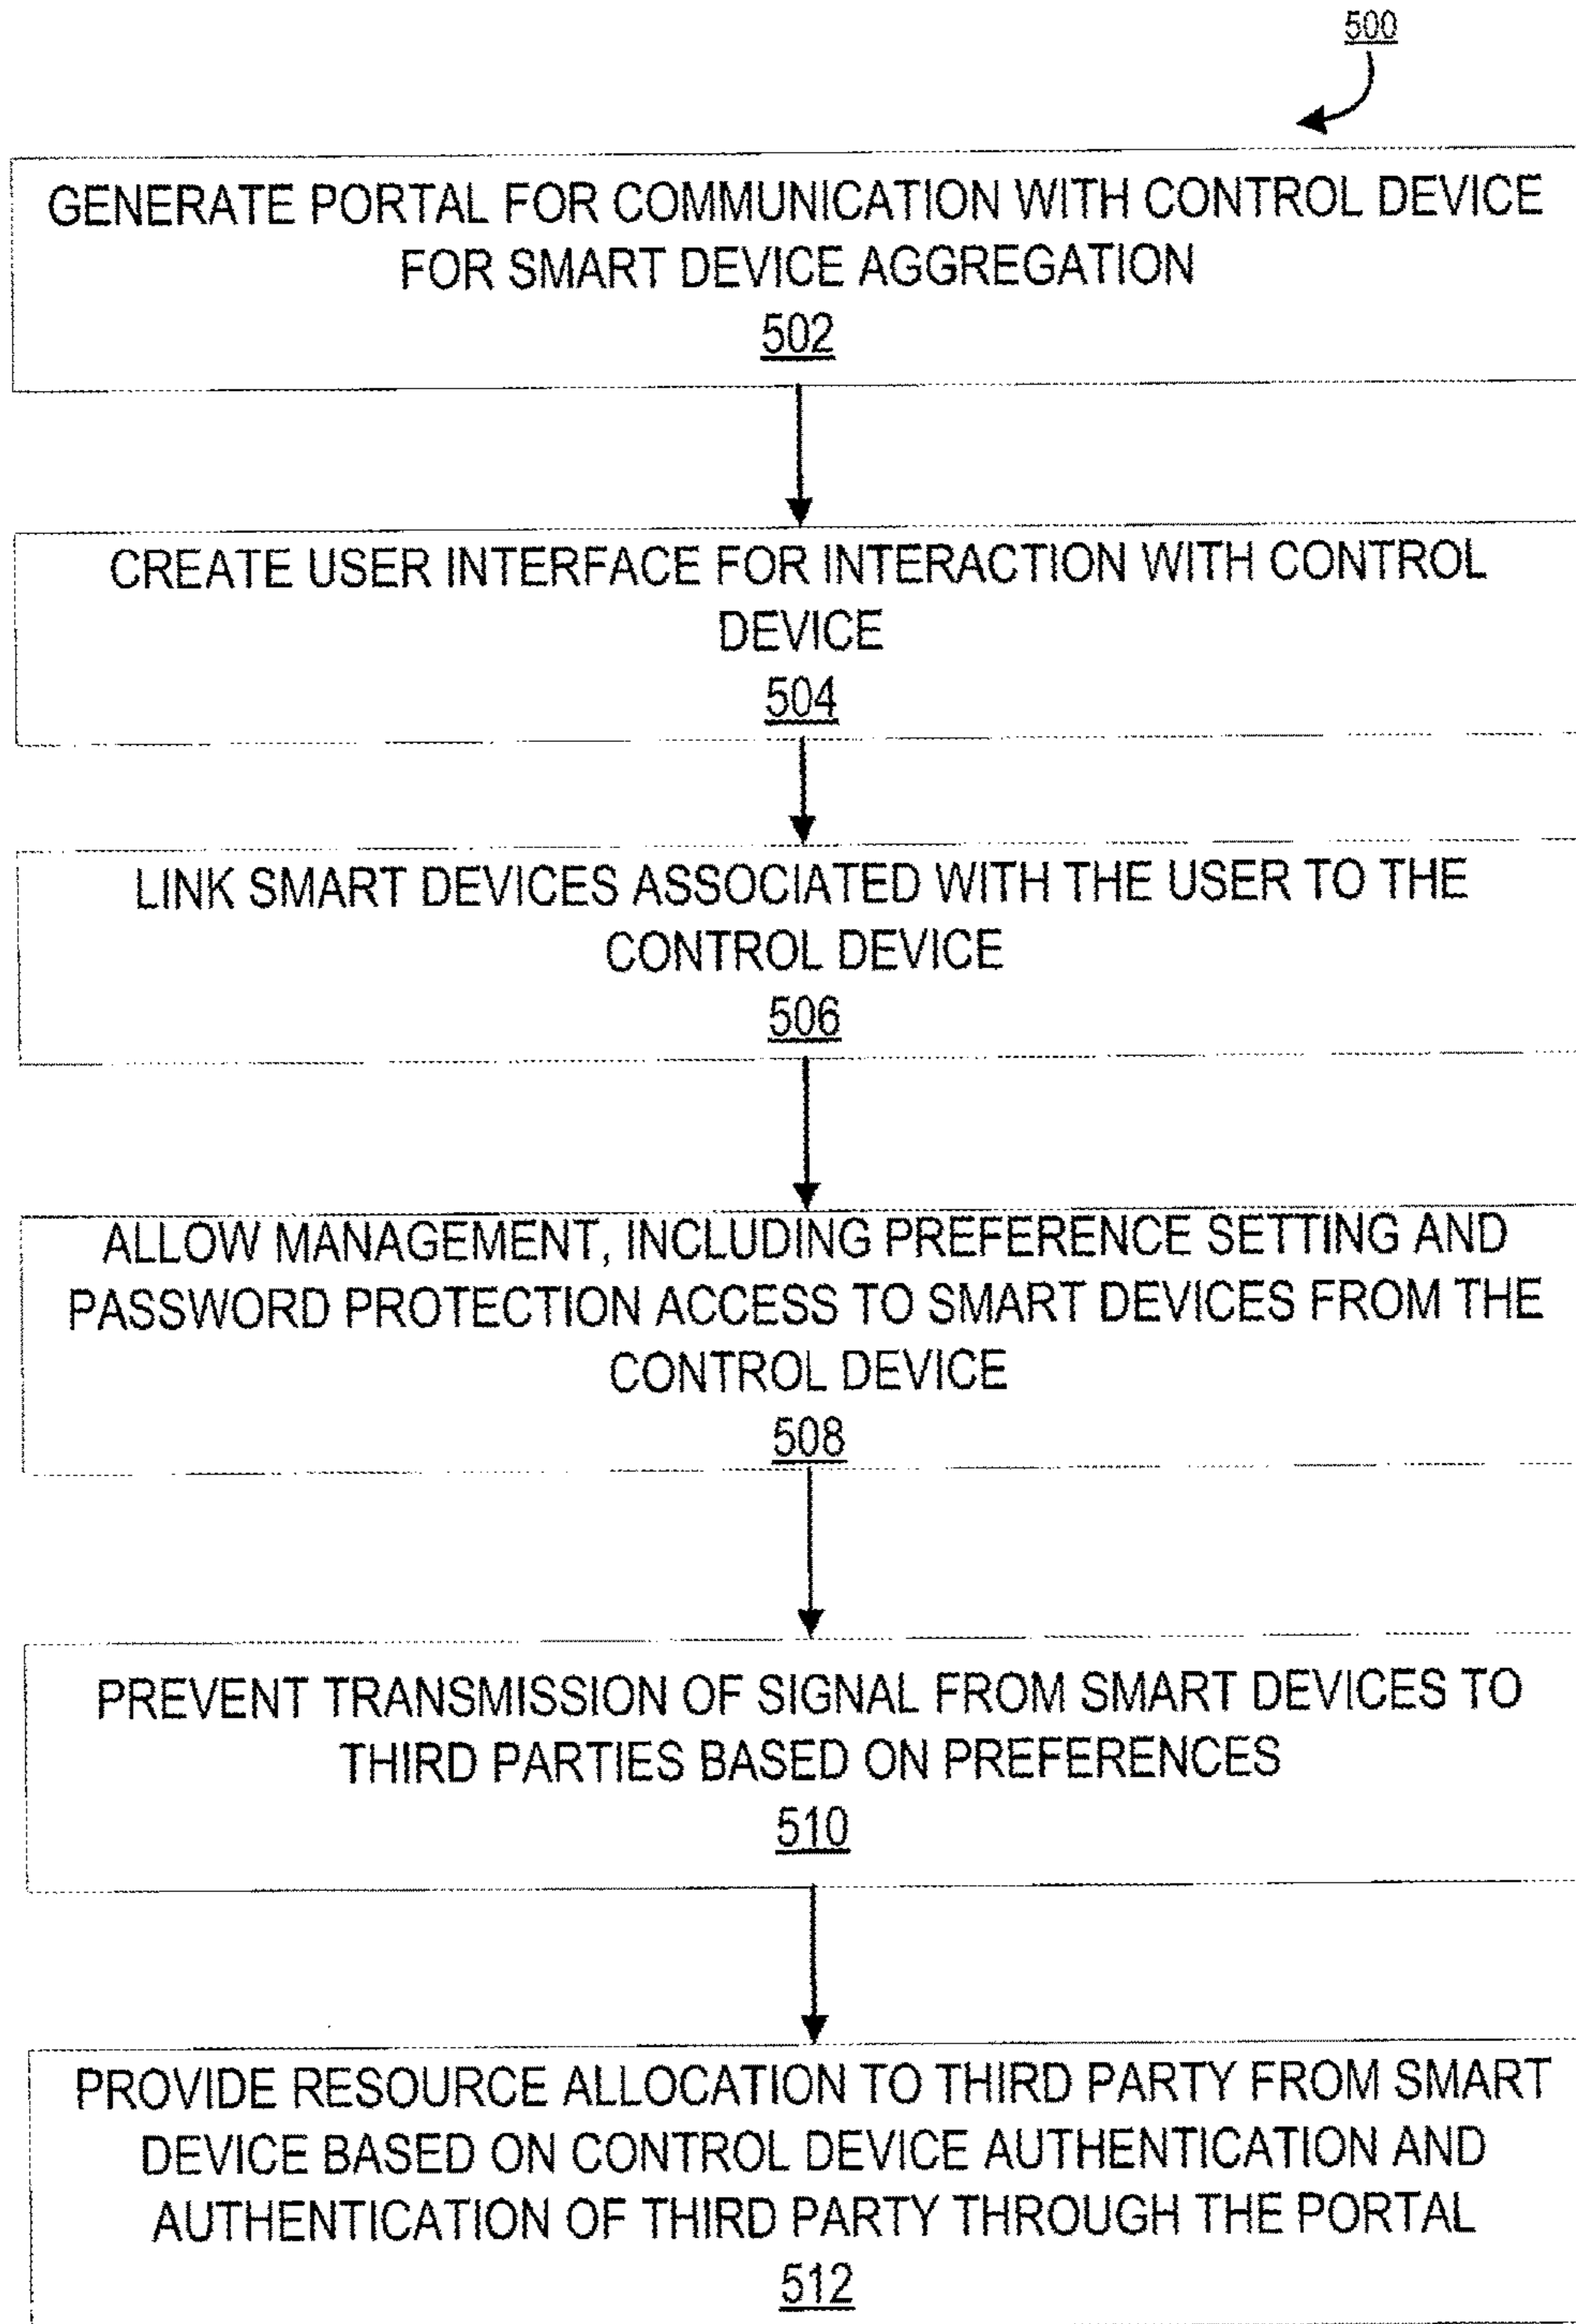 500
GENERATE PORTAL FOR COMMUNICATION WITH CONTROL DEVICE
FOR SMART DEVICE AGGREGATION
502
CREATE USER INTERFACE FOR INTERACTION WITH CONTROL
DEVICE
504
LINK SMART DEVICES ASSOCIATED WITH THE USER TO THE
CONTROL DEVICE
506
ALLOW MANAGEMENT, INCLUDING PREFERENCE SETTING AND
PASSWORD PROTECTION ACCESS TO SMART DEVICES FROM THE
CONTROL DEVICE
508
PREVENT TRANSMISSION OF SIGNAL FROM SMART DEVICES TO
THIRD PARTIES BASED ON PREFERENCES
510
PROVIDE RESOURCE ALLOCATION TO THIRD PARTY FROM SMART
DEVICE BASED ON CONTROL DEVICE AUTHENTICATION AND
AUTHENTICATION OF THIRD PARTY THROUGH THE PORTAL
512